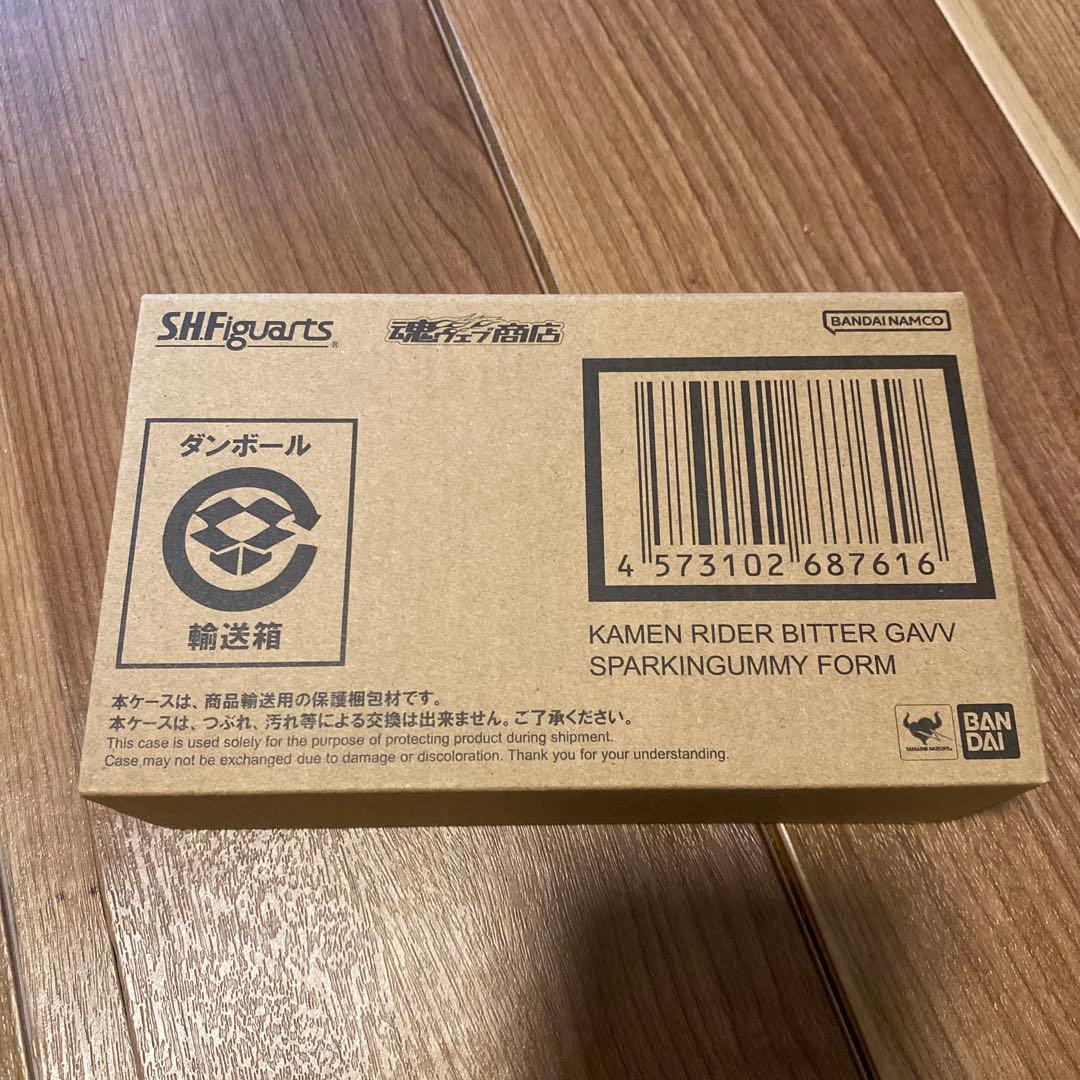 S.H.Figuarts®
魂ウェブ商店
BANDAI NAMCO
ダンボール
輸送箱
4 573102 687616
KAMEN RIDER BITTER GAVV
SPARKINGUMMY FORM
本ケースは、商品輸送用の保護梱包材です。
本ケースは、つぶれ、汚れ等による交換は出来ません。ご了承ください。
This case is used solely for the purpose of protecting product during shipment.
Case may not be exchanged due to damage or discoloration. Thank you for your understanding.
TAMASHII NATIONS
BAN
DAI